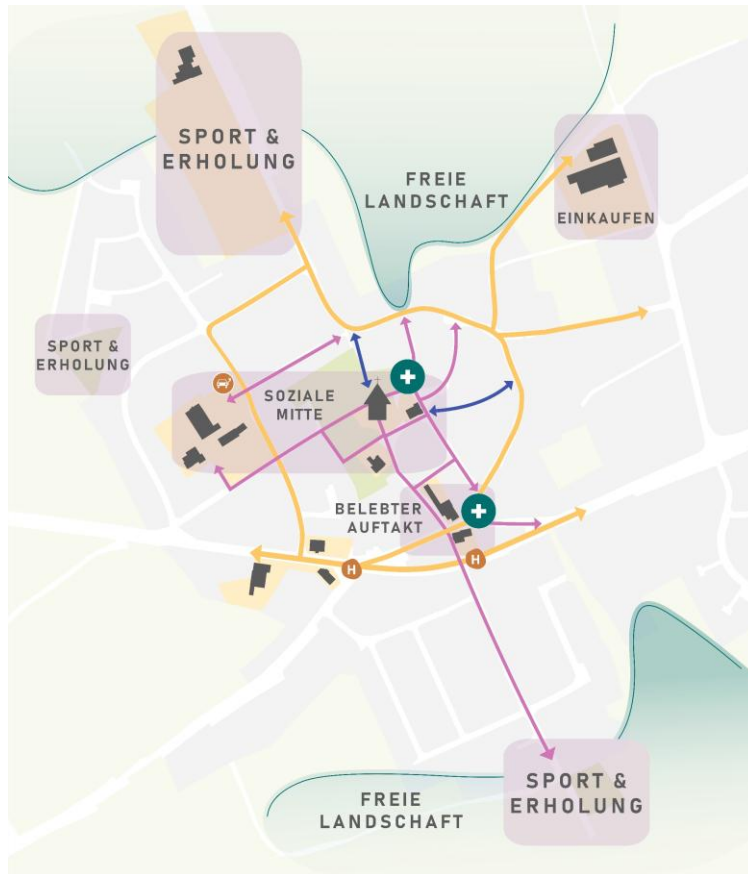 SPORT &
ERHOLUNG
FREIE
LANDSCHAFT
EINKAUFEN
SPORT &
ERHOLUNG
SOZIALE
MITTE
BELEBTER
AUFTAKT
H
H
SPORT &
ERHOLUNG
FREIE
LANDSCHAFT